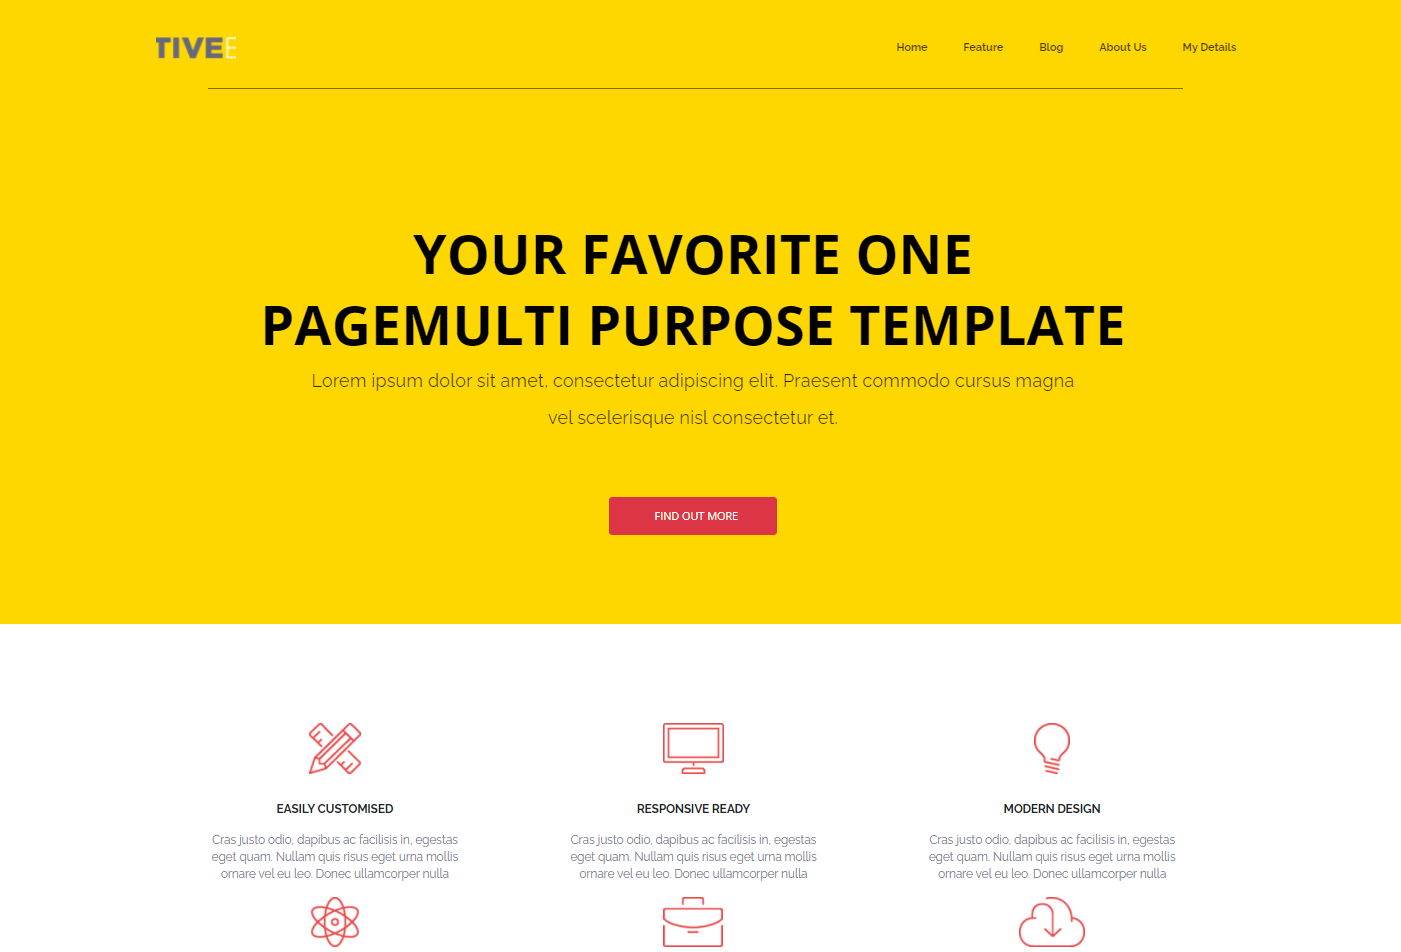 TIVEE
Home Feature Blog About Us My Details
YOUR FAVORITE ONE
PAGEMULTI PURPOSE TEMPLATE
Lorem ipsum dolor sit amet, consectetur adipiscing elit. Praesent commodo cursus magna
vel scelerisque nisl consectetur et.
FIND OUT MORE
EASILY CUSTOMISED
Cras justo odio, dapibus ac facilisis in, egestas
eget quam. Nullam quis risus eget urna mollis
ornare vel eu leo. Donec ullamcorper nulla
RESPONSIVE READY
Cras justo odio, dapibus ac facilisis in, egestas
eget quam. Nullam quis risus eget urna mollis
ornare vel eu leo. Donec ullamcorper nulla
MODERN DESIGN
Cras justo odio, dapibus ac facilisis in, egestas
eget quam. Nullam quis risus eget urna mollis
ornare vel eu leo. Donec ullamcorper nulla